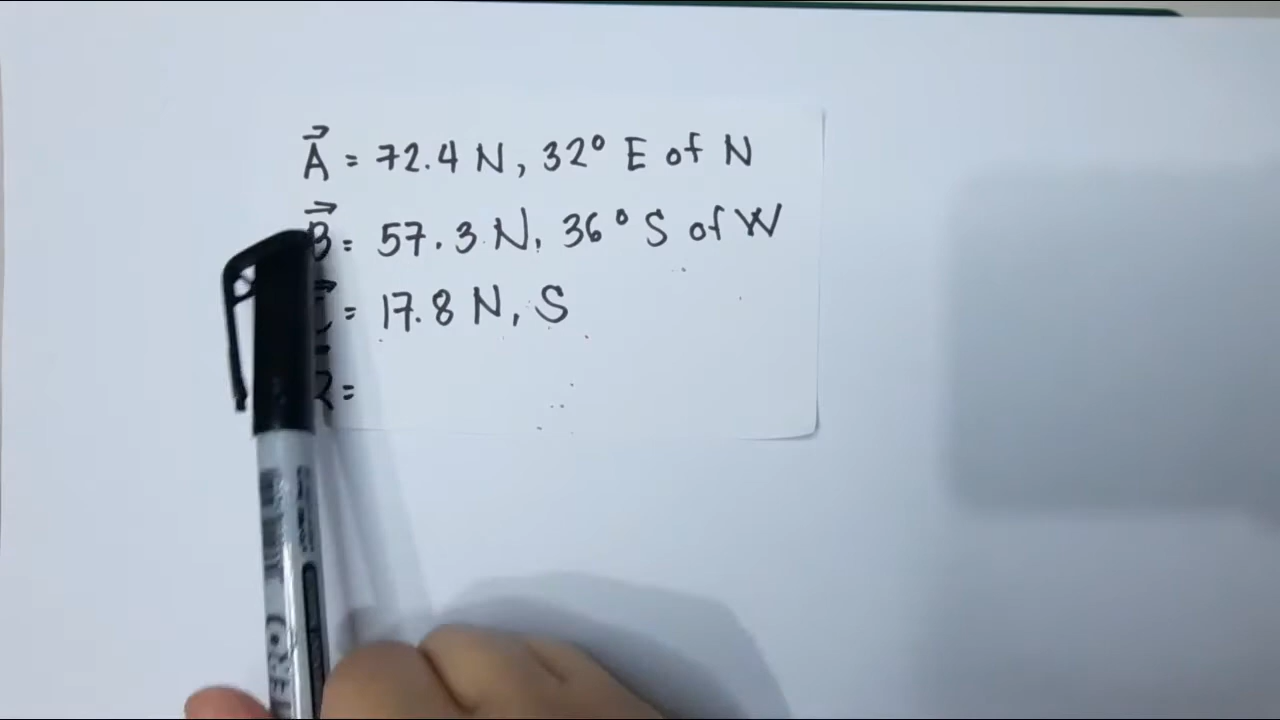 A = 72.4 N, 32° E of N
B = 57.3 N, 36° S of W
= 17.8 N, S
R =